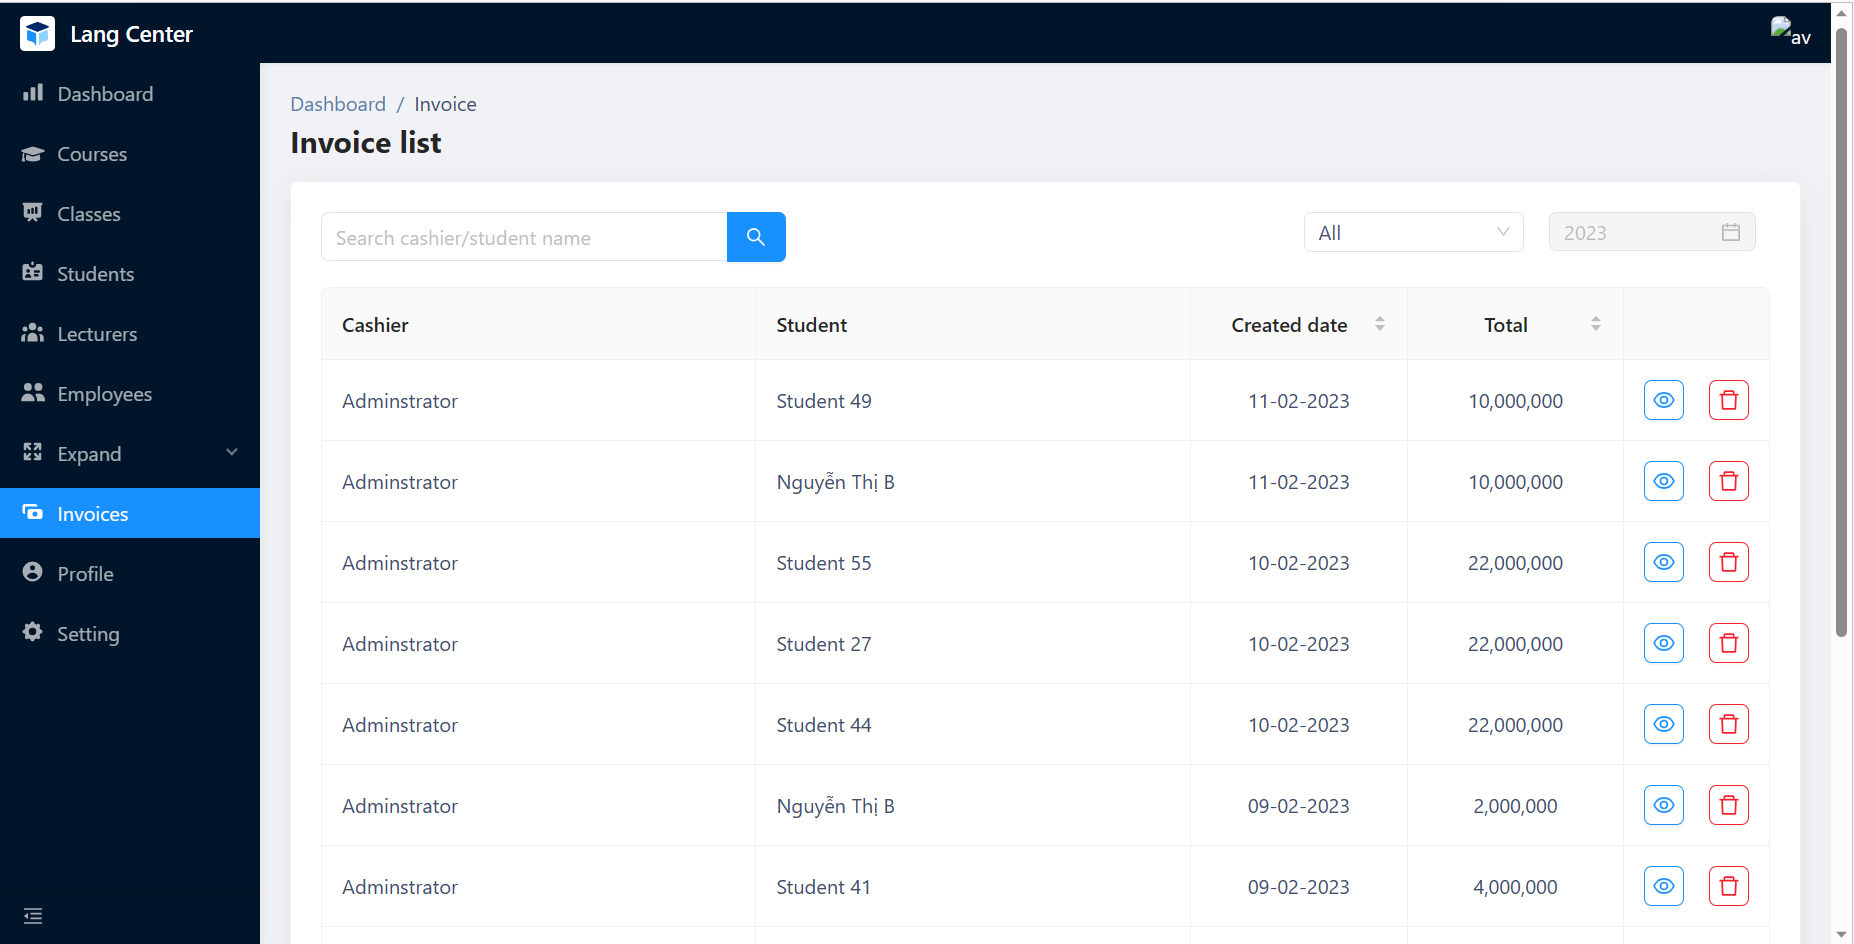 Lang Center
av
Dashboard
Courses
Classes
Students
Lecturers
Employees
Expand
Invoices
Profile
Setting
Dashboard / Invoice
Invoice list
Search cashier/student name
All
2023
Cashier Student Created date Total
Adminstrator Student 49 11-02-2023 10,000,000
Adminstrator Nguyễn Thị B 11-02-2023 10,000,000
Adminstrator Student 55 10-02-2023 22,000,000
Adminstrator Student 27 10-02-2023 22,000,000
Adminstrator Student 44 10-02-2023 22,000,000
Adminstrator Nguyễn Thị B 09-02-2023 2,000,000
Adminstrator Student 41 09-02-2023 4,000,000